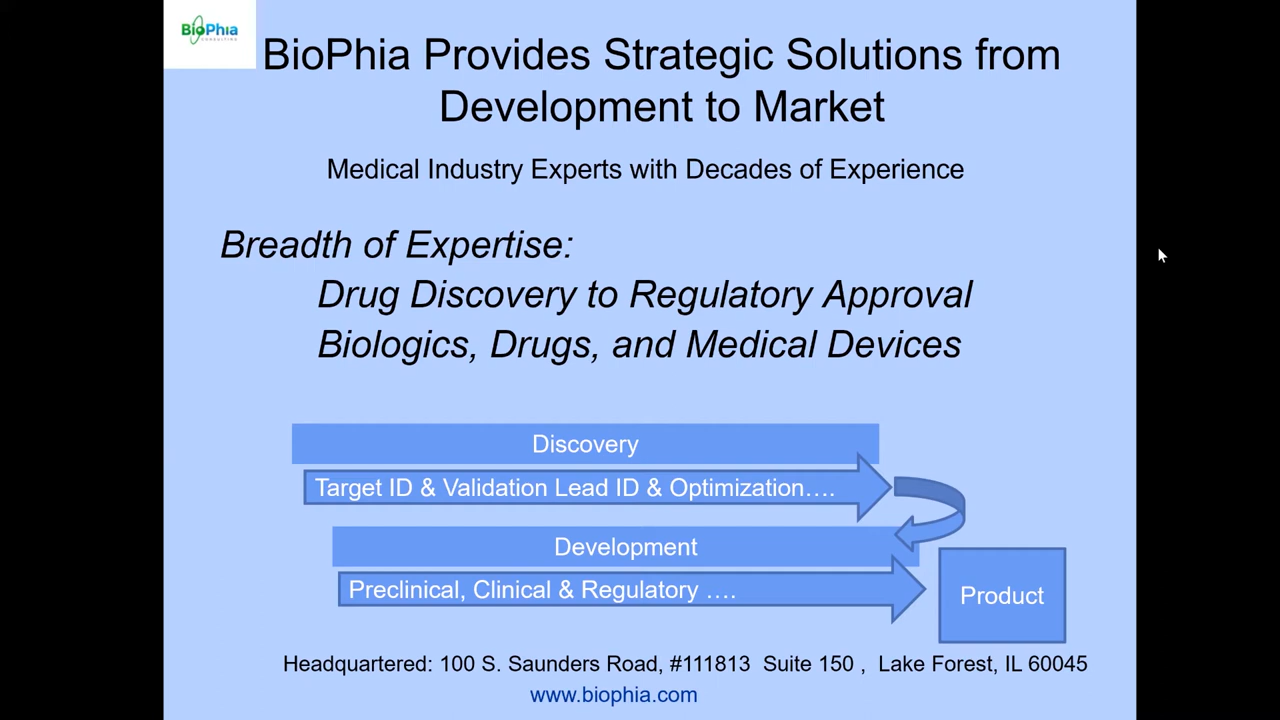 BioPhia
CONSULTING
BioPhia Provides Strategic Solutions from
Development to Market
Medical Industry Experts with Decades of Experience
Breadth of Expertise:
Drug Discovery to Regulatory Approval
Biologics, Drugs, and Medical Devices
Discovery
Target ID & Validation Lead ID & Optimization....
Development
Preclinical, Clinical & Regulatory ....
Product
Headquartered: 100 S. Saunders Road, #111813  Suite 150 ,  Lake Forest, IL 60045
www.biophia.com